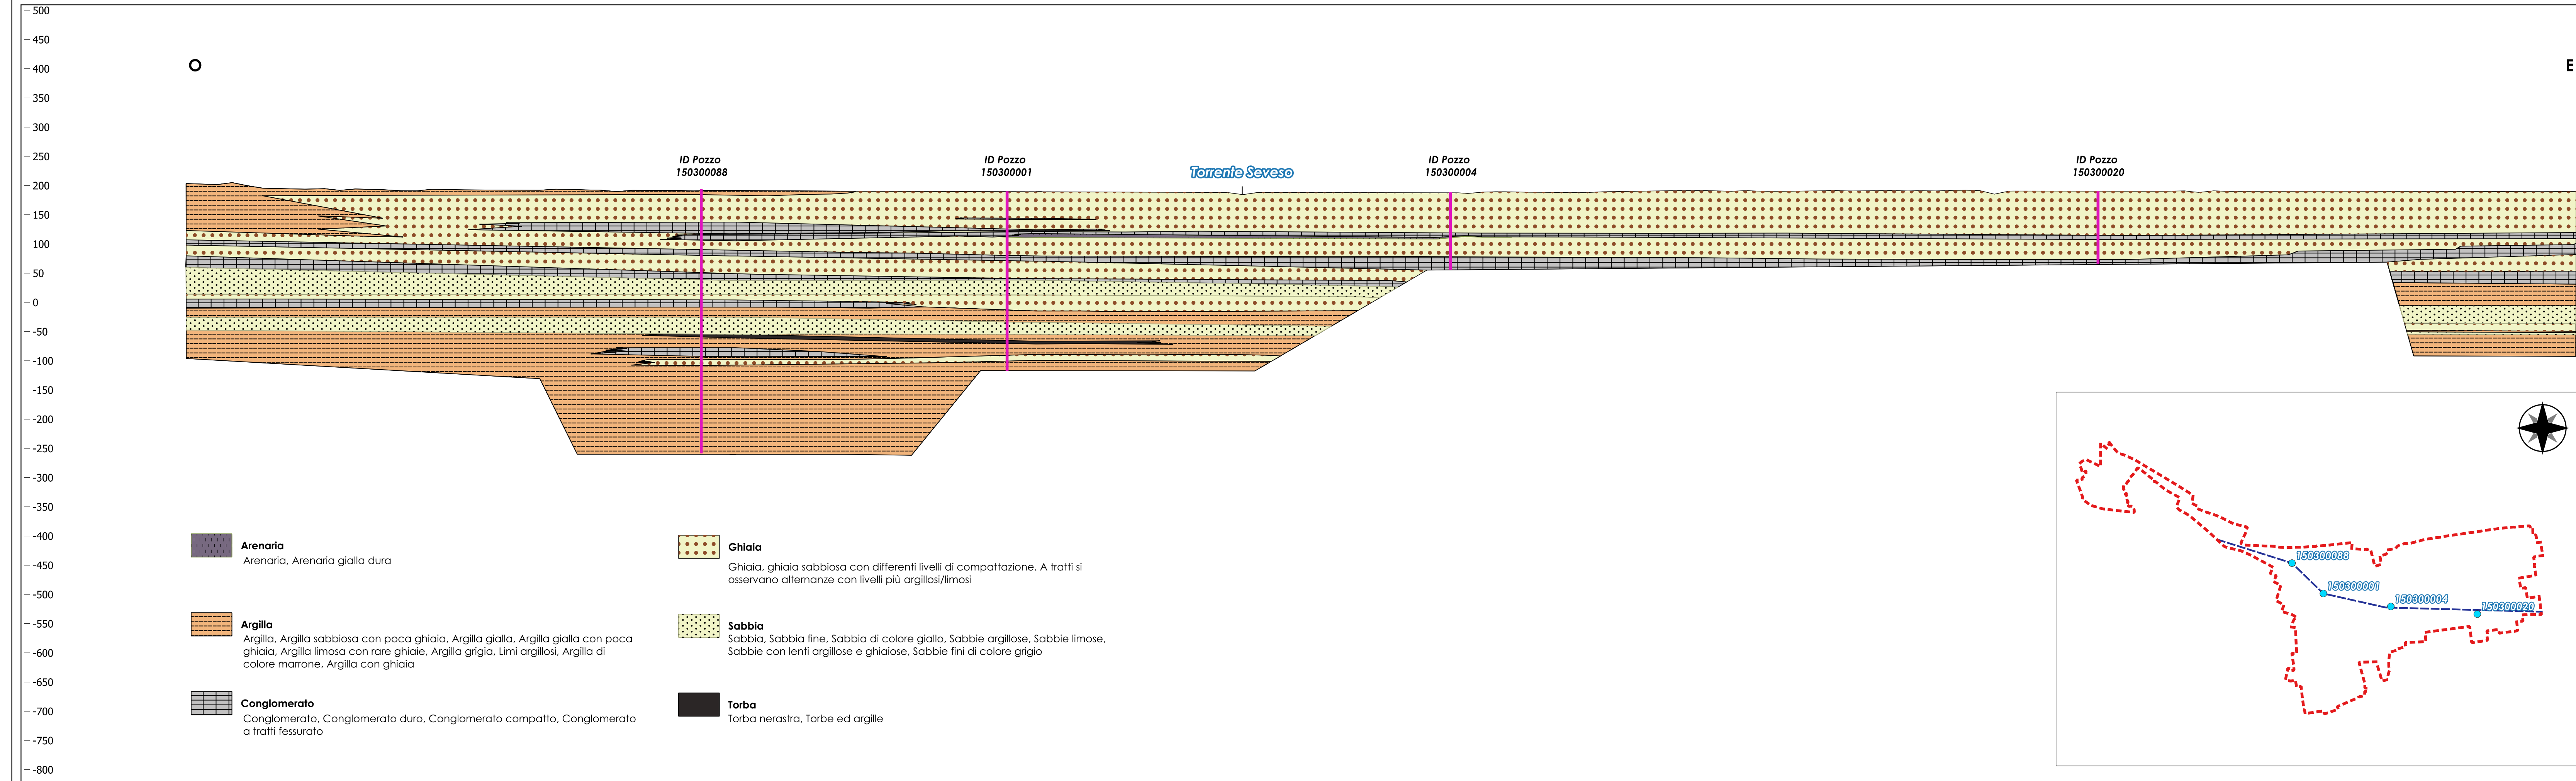 500
450
400
350
300
250
200
150
100
50
0
-50
-100
-150
-200
-250
-300
-350
-400
-450
-500
-550
-600
-650
-700
-750
-800
O
E
ID Pozzo
150300088
ID Pozzo
150300001
Torrente Seveso
ID Pozzo
150300004
ID Pozzo
150300020
Arenaria
Arenaria, Arenaria gialla dura
Argilla
Argilla, Argilla sabbiosa con poca ghiaia, Argilla gialla, Argilla gialla con poca
ghiaia, Argilla limosa con rare ghiaie, Argilla grigia, Limi argillosi, Argilla di
colore marrone, Argilla con ghiaia
Conglomerato
Conglomerato, Conglomerato duro, Conglomerato compatto, Conglomerato
a tratti fessurato
Ghiaia
Ghiaia, ghiaia sabbiosa con differenti livelli di compattazione. A tratti si
osservano alternanze con livelli più argillosi/limosi
Sabbia
Sabbia, Sabbia fine, Sabbia di colore giallo, Sabbie argillose, Sabbie limose,
Sabbie con lenti argillose e ghiaiose, Sabbie fini di colore grigio
Torba
Torba nerastra, Torbe ed argille
150300088
150300001
150300004
150300020